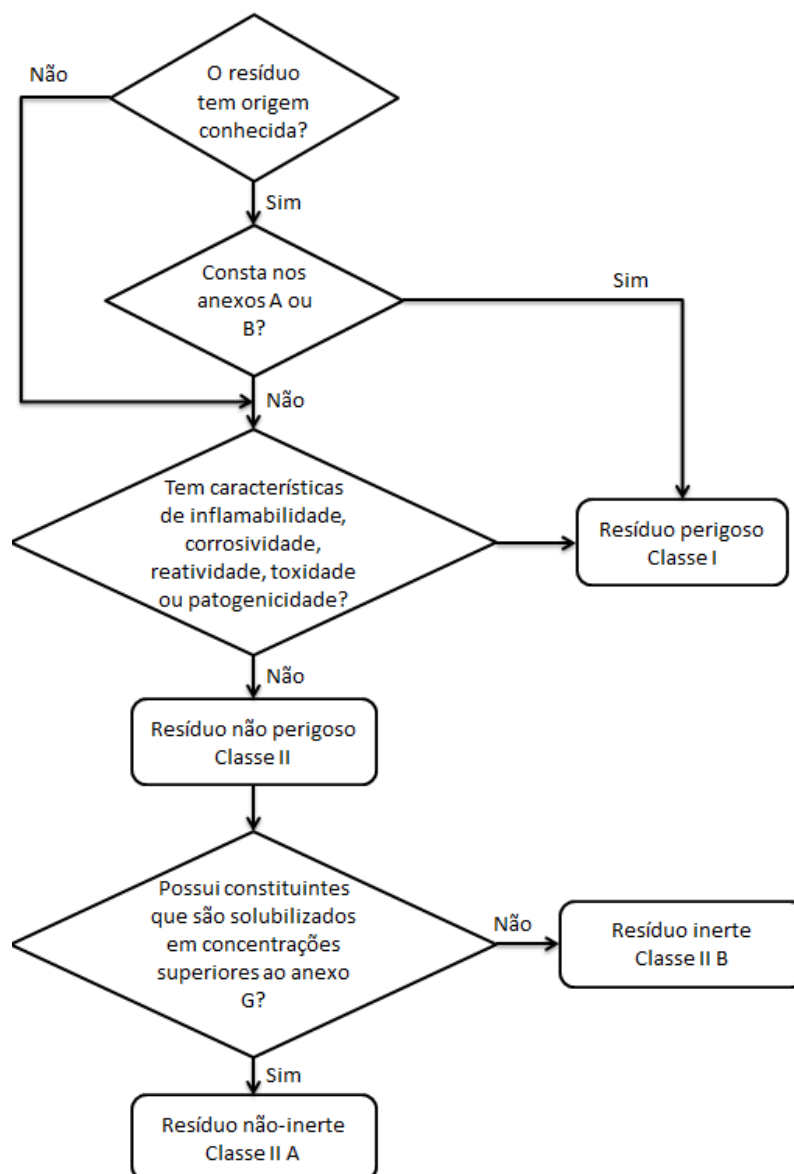 Não
O resíduo
tem origem
conhecida?
Sim
Consta nos
anexos A ou
B?
Sim
Não
Tem características
de inflamabilidade,
corrosividade,
reatividade, toxidade
ou patogenicidade?
Resíduo perigoso
Classe I
Não
Resíduo não perigoso
Classe II
Possui constituintes
que são solubilizados
em concentrações
superiores ao anexo
G?
Não
Resíduo inerte
Classe II B
Sim
Resíduo não-inerte
Classe II A